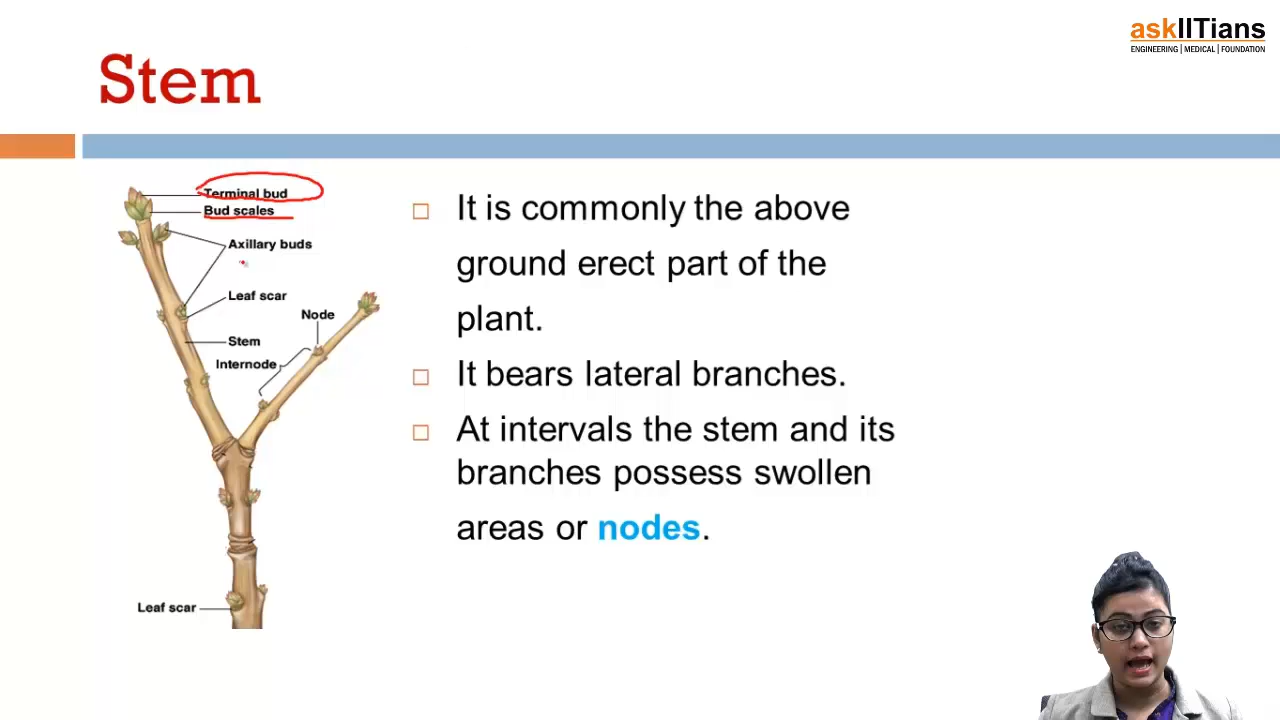 askIITians
ENGINEERING | MEDICAL | FOUNDATION
Stem
Terminal bud
Bud scales
Axillary buds
Leaf scar
Node
Stem
Internode
Leaf scar
It is commonly the above
ground erect part of the
plant.
It bears lateral branches.
At intervals the stem and its
branches possess swollen
areas or nodes.